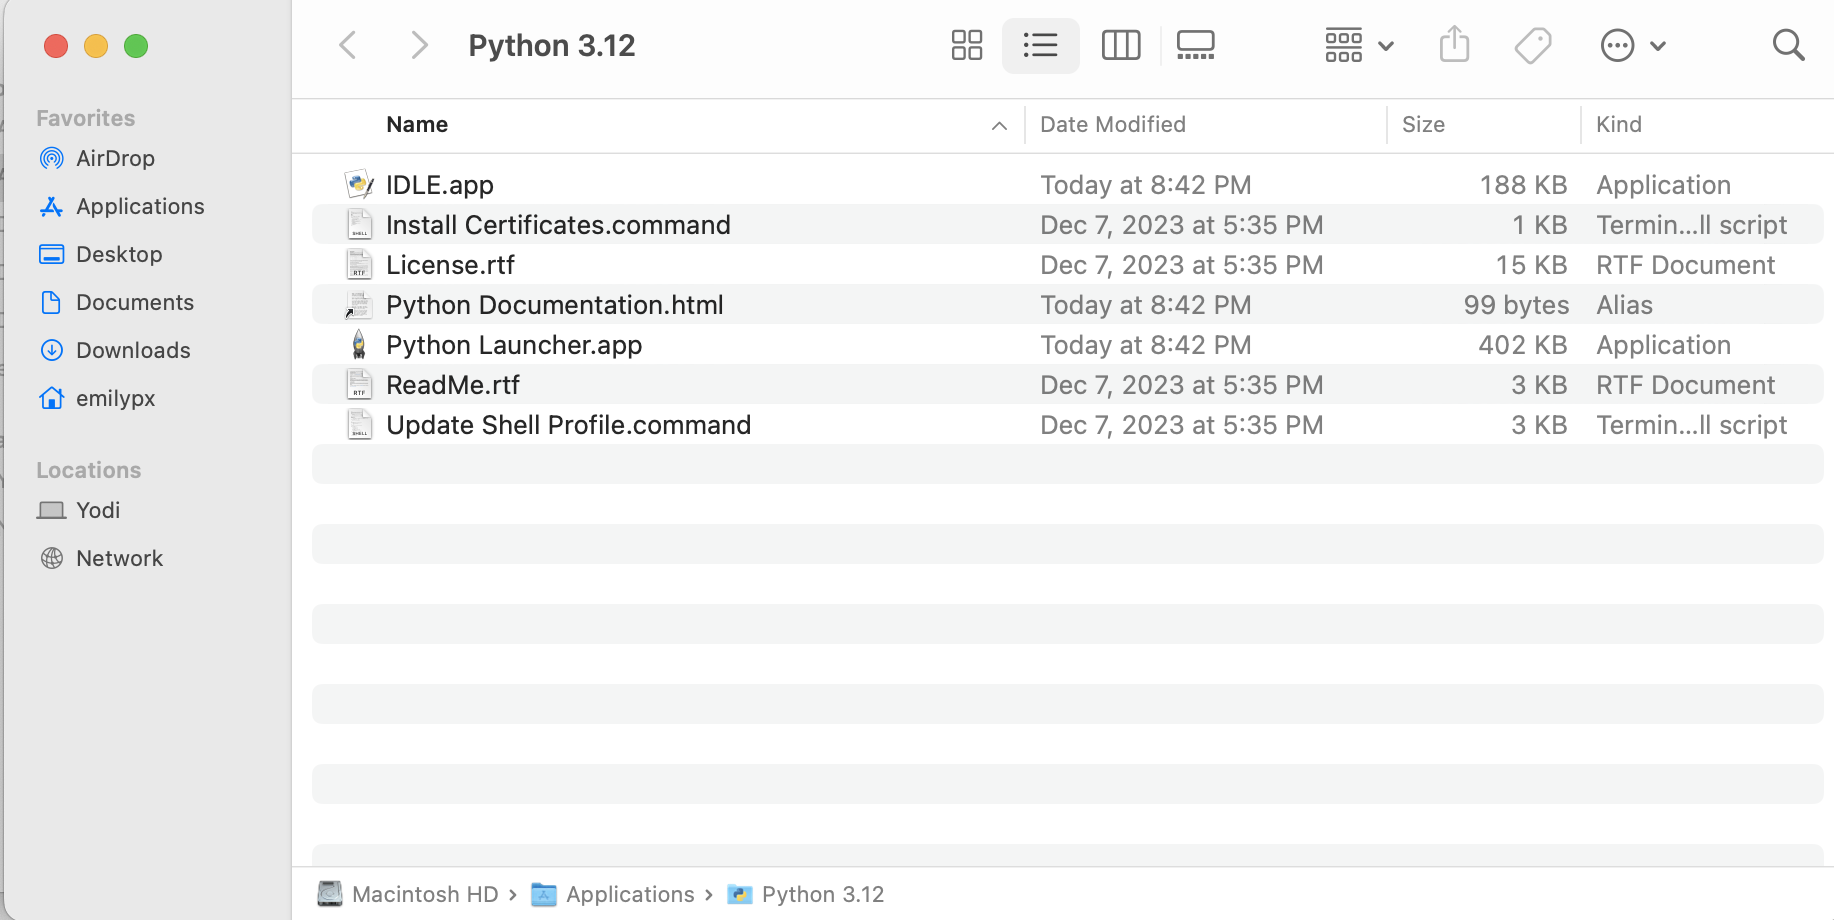 Python 3.12
Favorites
AirDrop
Applications
Desktop
Documents
Downloads
emilypx
Locations
Yodi
Network
Name Date Modified Size Kind
IDLE.app Today at 8:42 PM 188 KB Application
Install Certificates.command Dec 7, 2023 at 5:35 PM 1 KB Termin...ll script
License.rtf Dec 7, 2023 at 5:35 PM 15 KB RTF Document
Python Documentation.html Today at 8:42 PM 99 bytes Alias
Python Launcher.app Today at 8:42 PM 402 KB Application
ReadMe.rtf Dec 7, 2023 at 5:35 PM 3 KB RTF Document
Update Shell Profile.command Dec 7, 2023 at 5:35 PM 3 KB Termin...ll script
Macintosh HD › Applications › Python 3.12